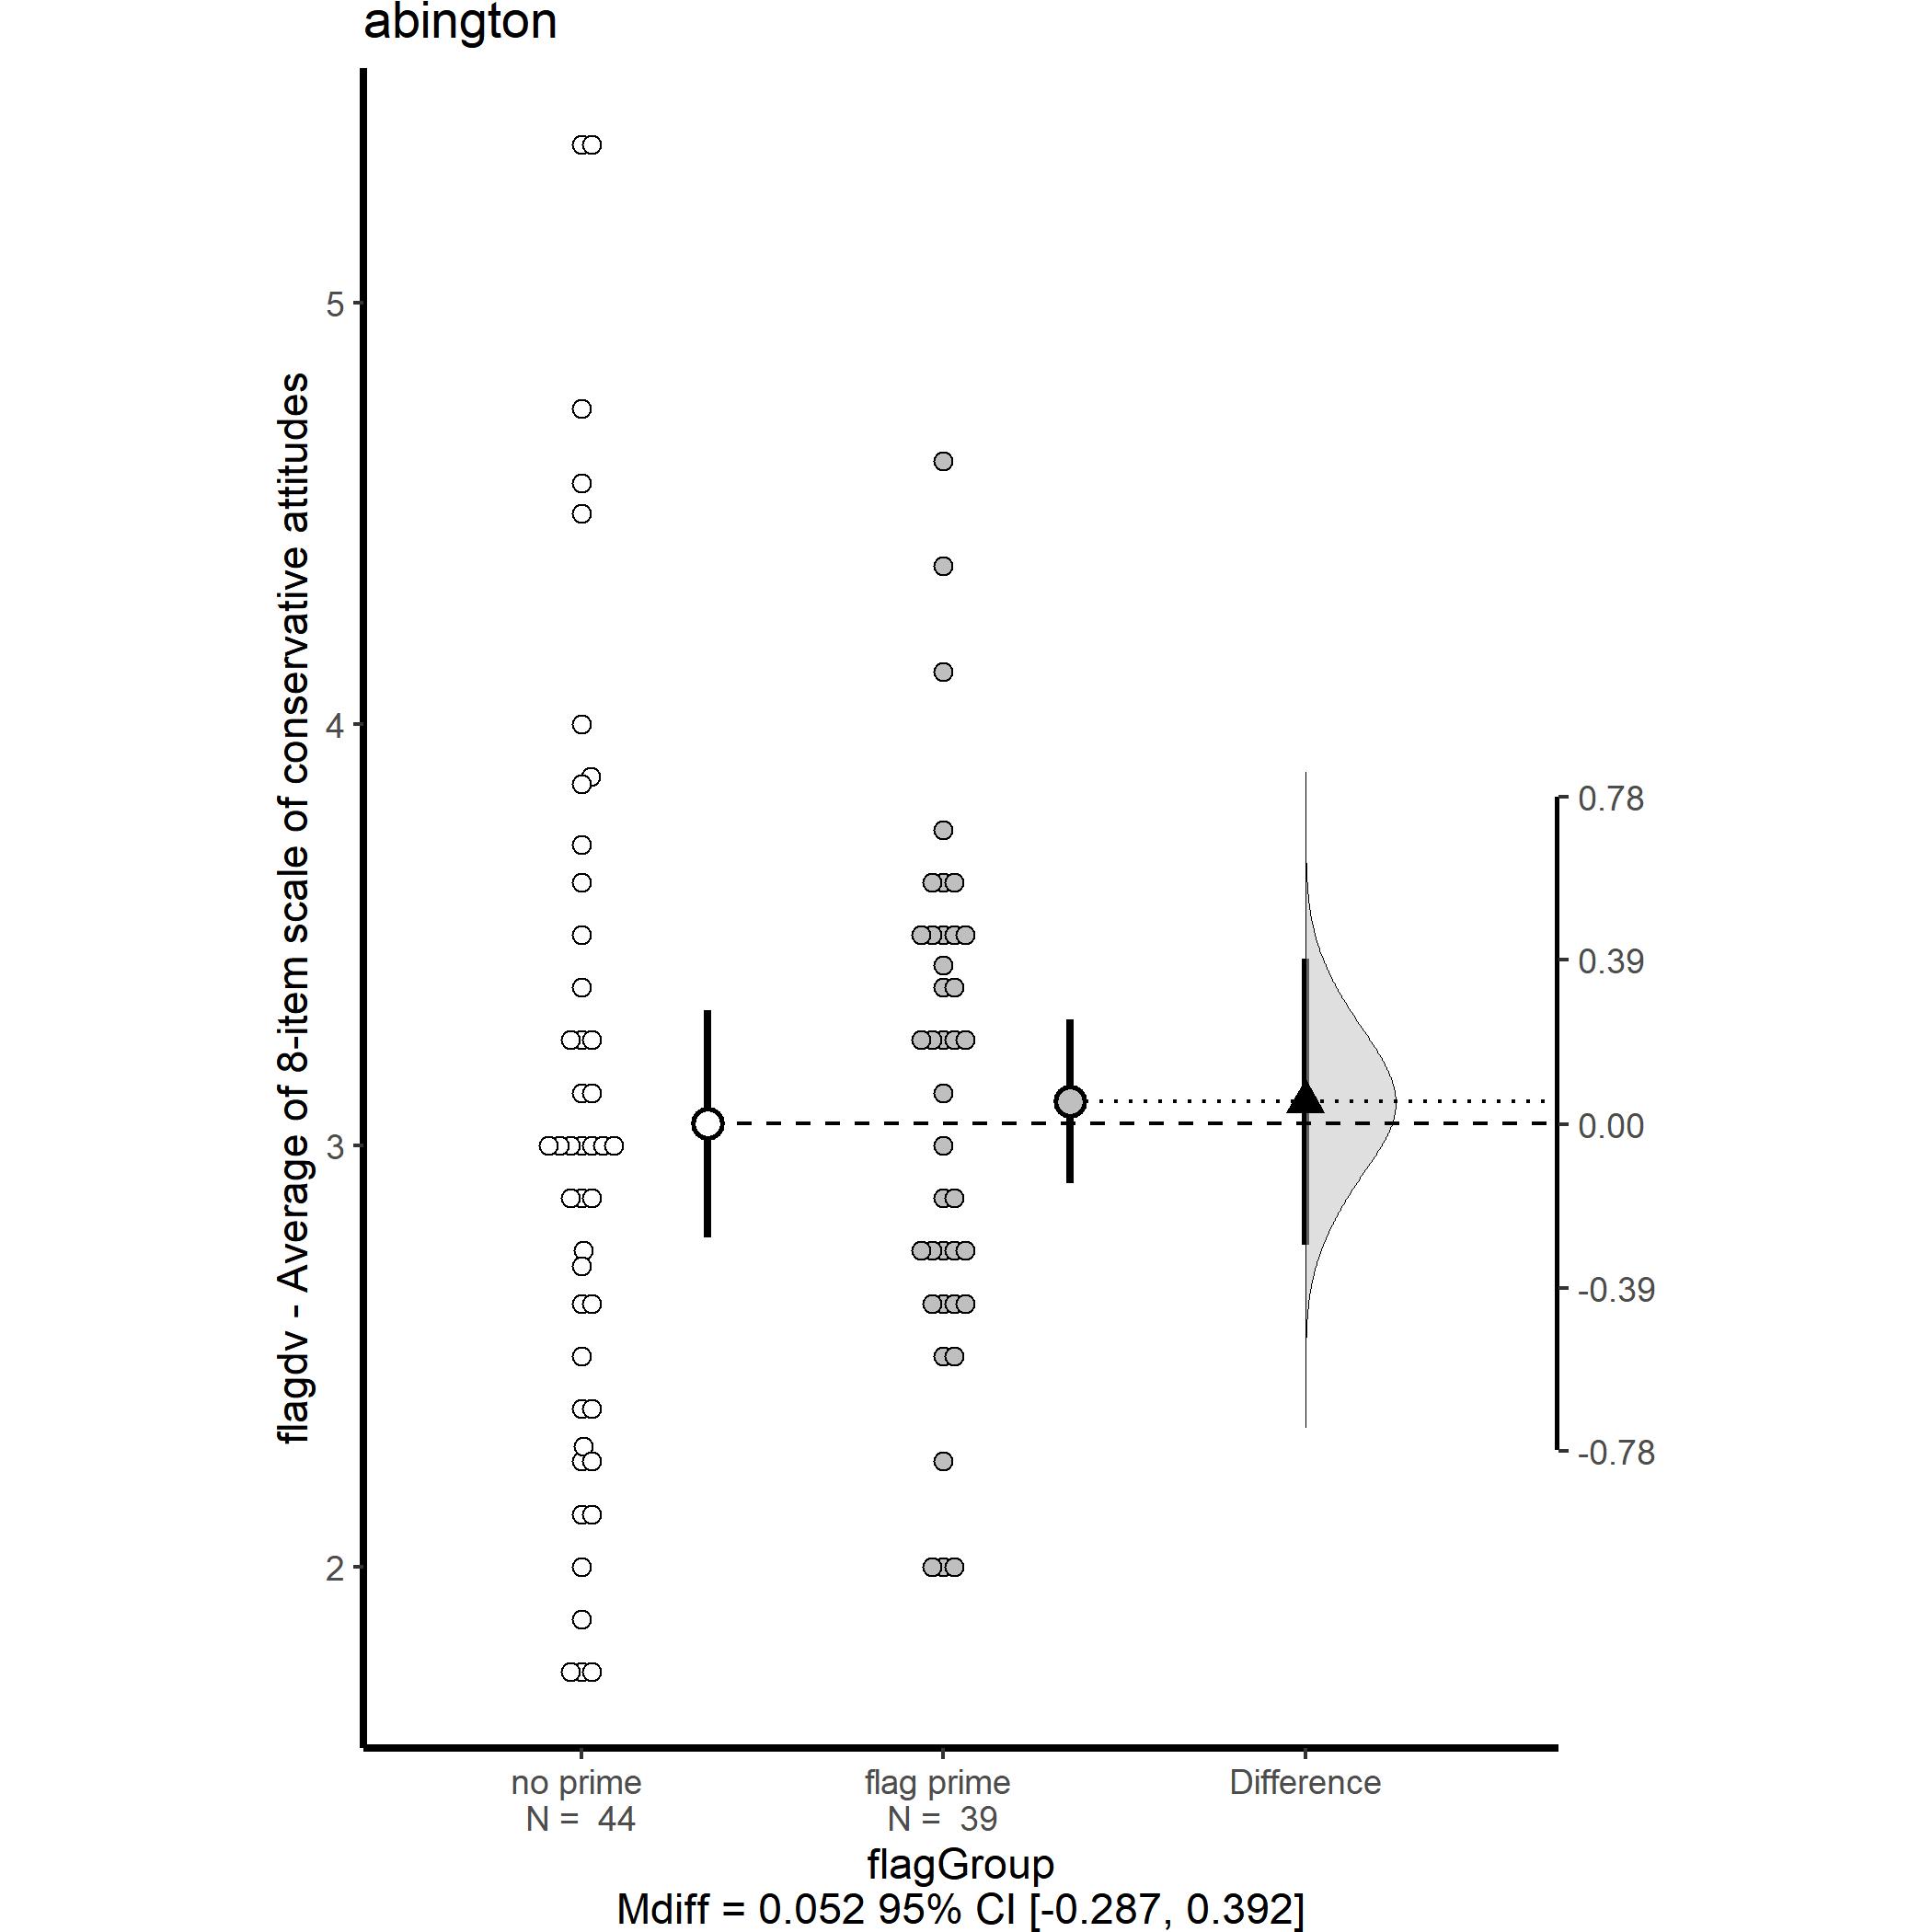 abington
flagdv - Average of 8-item scale of conservative attitudes
5
4
3
2
0.78
0.39
0.00
-0.39
-0.78
no prime
N =  44
flag prime
N =  39
Difference
flagGroup
Mdiff = 0.052 95% CI [-0.287, 0.392]